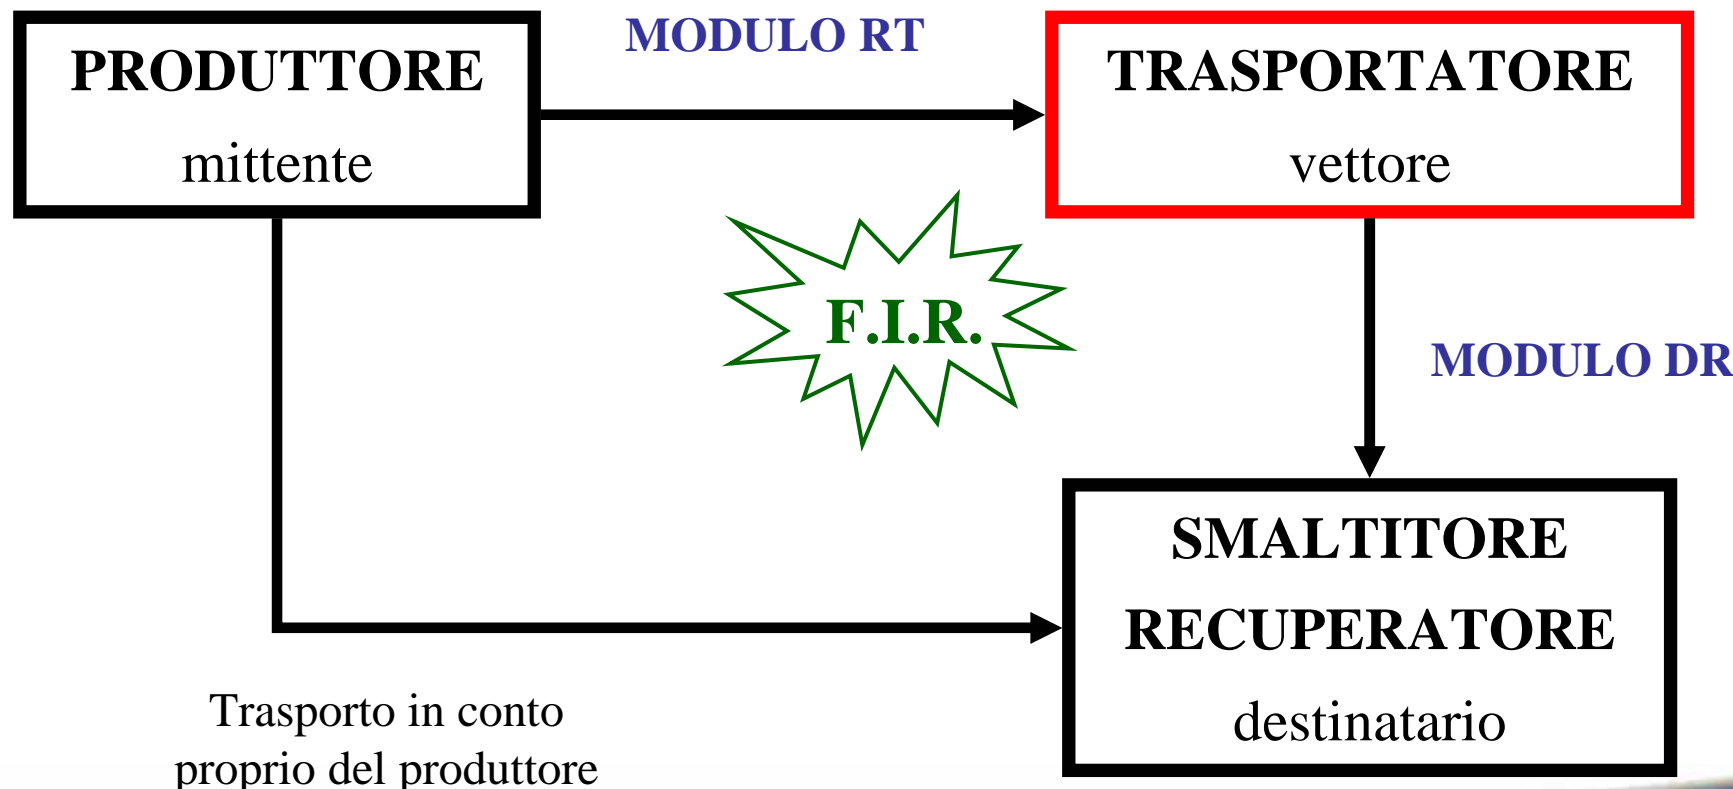 PRODUTTORE
mittente
MODULO RT
TRASPORTATORE
vettore
F.I.R.
MODULO DR
SMALTITORE
RECUPERATORE
destinatario
Trasporto in conto
proprio del produttore